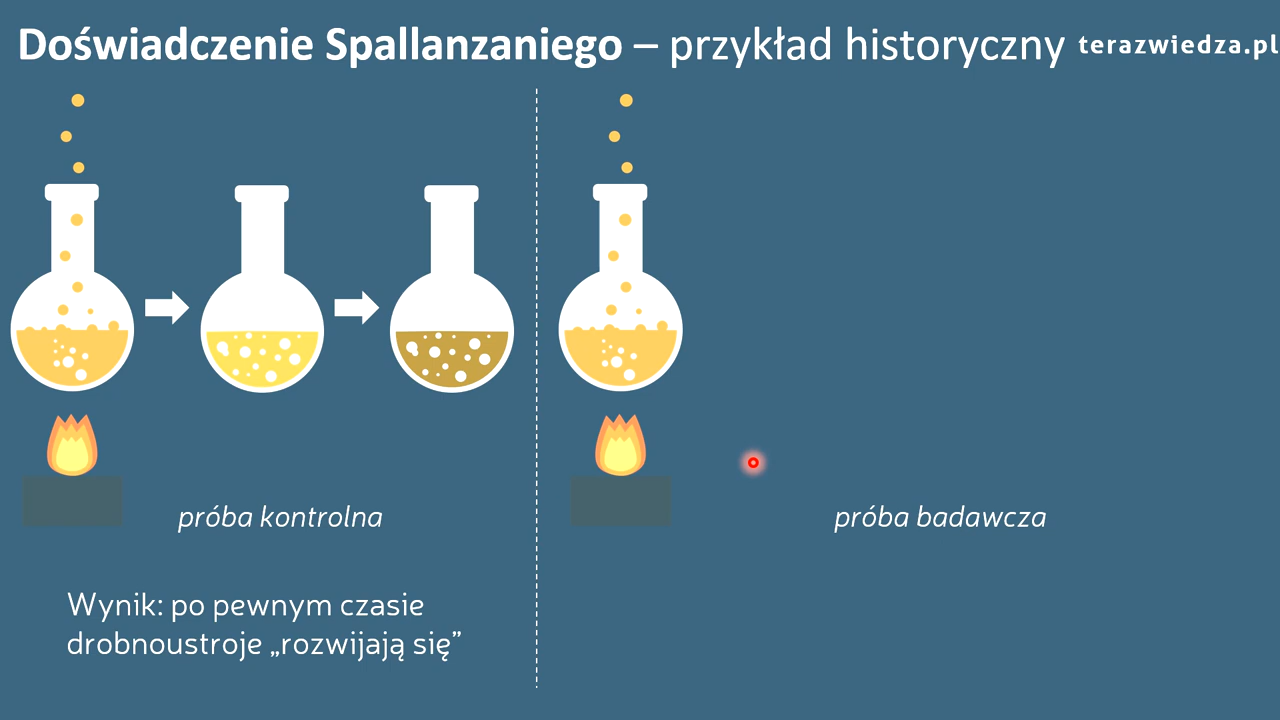 Doświadczenie Spallanzaniego – przykład historyczny terazwiedza.pl
próba kontrolna
próba badawcza
Wynik: po pewnym czasie
drobnoustroje „rozwijają się”